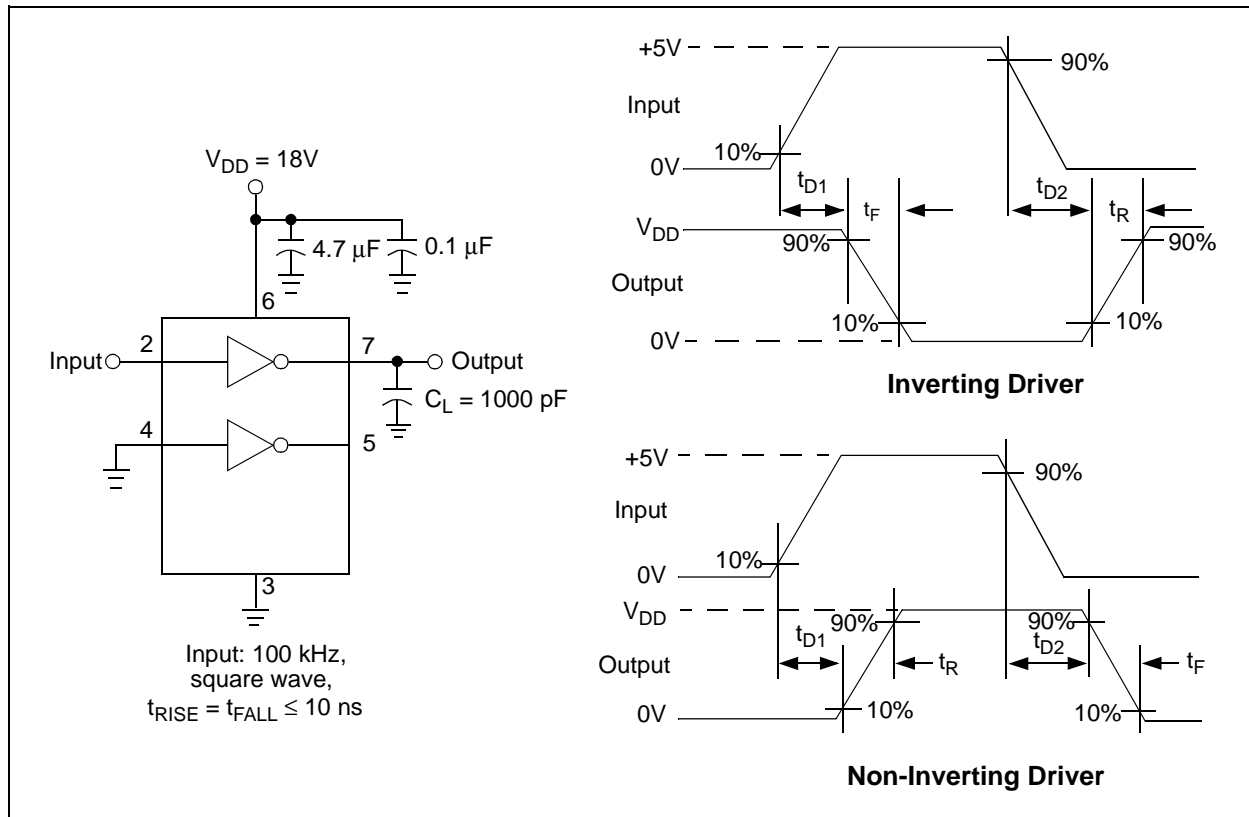 V_DD = 18V
4.7 μF
0.1 μF
6
Input
2
7
Output
C_L = 1000 pF
4
5
3
Input: 100 kHz,
square wave,
t_RISE = t_FALL ≤ 10 ns
+5V
90%
Input
10%
0V
t_D1
t_F
t_D2
t_R
V_DD
90%
90%
Output
10%
10%
0V
Inverting Driver
+5V
90%
Input
10%
0V
V_DD
90%
90%
t_D1
t_R
t_D2
t_F
Output
10%
10%
0V
Non-Inverting Driver